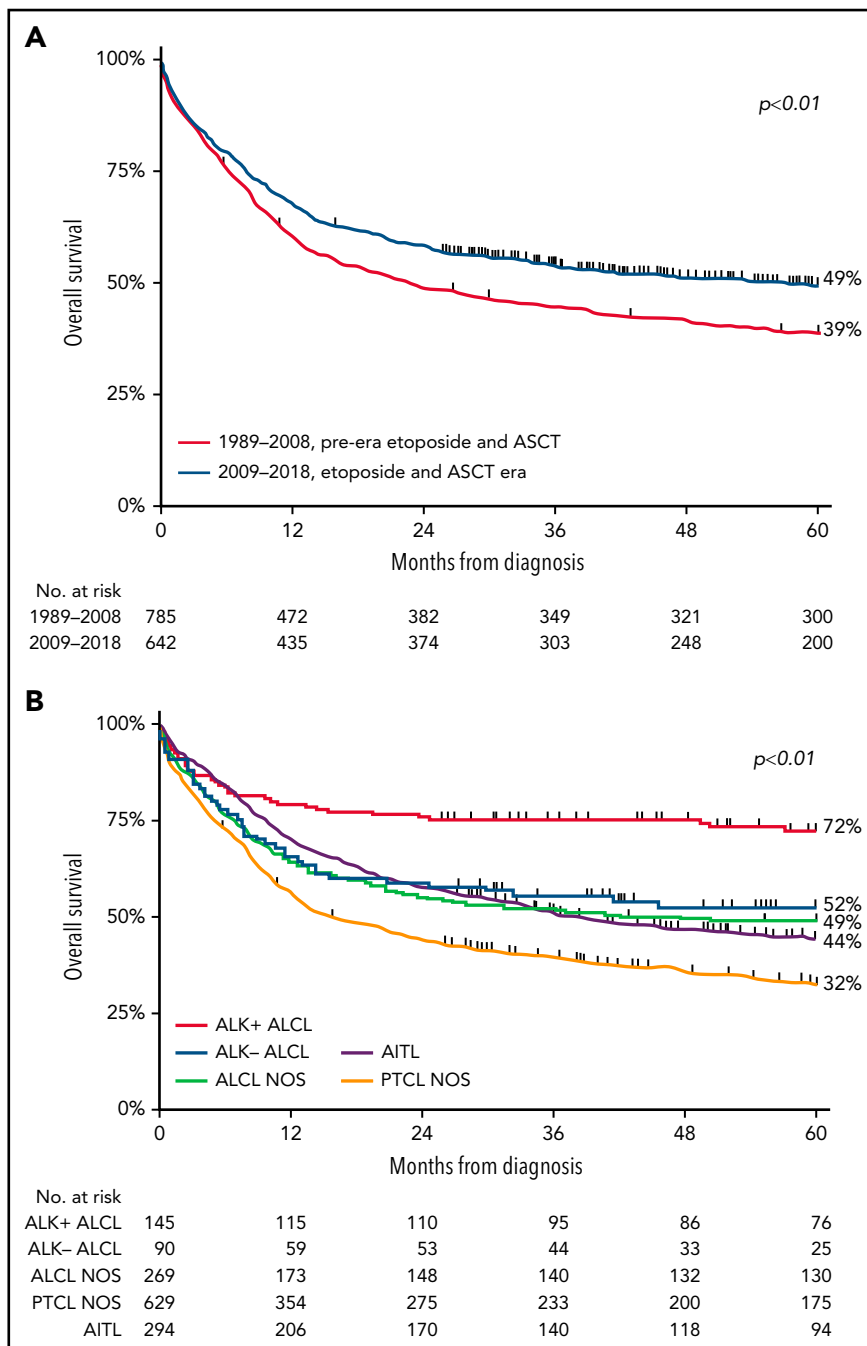 A
100%
75%
50%
25%
0%
Overall survival
p<0.01
49%
39%
1989–2008, pre-era etoposide and ASCT
2009–2018, etoposide and ASCT era
0 12 24 36 48 60
Months from diagnosis
No. at risk
1989–2008 785 472 382 349 321 300
2009–2018 642 435 374 303 248 200
B
100%
75%
50%
25%
0%
Overall survival
p<0.01
72%
52%
49%
44%
32%
ALK+ ALCL
ALK– ALCL AITL
ALCL NOS PTCL NOS
0 12 24 36 48 60
Months from diagnosis
No. at risk
ALK+ ALCL 145 115 110 95 86 76
ALK– ALCL 90 59 53 44 33 25
ALCL NOS 269 173 148 140 132 130
PTCL NOS 629 354 275 233 200 175
AITL 294 206 170 140 118 94